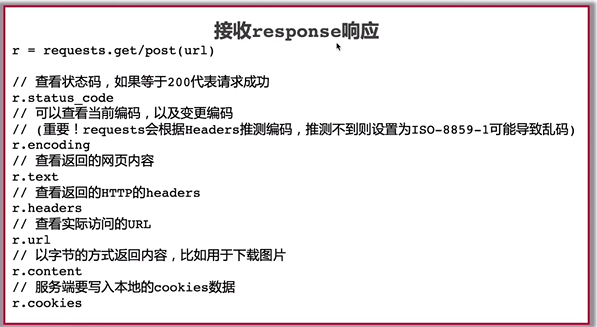 接收response响应
r = requests.get/post(url)
// 查看状态码，如果等于200代表请求成功
r.status_code
// 可以查看当前编码，以及变更编码
// (重要！requests会根据Headers推测编码，推测不到则设置为ISO-8859-1可能导致乱码)
r.encoding
// 查看返回的网页内容
r.text
// 查看返回的HTTP的headers
r.headers
// 查看实际访问的URL
r.url
// 以字节的方式返回内容，比如用于下载图片
r.content
// 服务端要写入本地的cookies数据
r.cookies